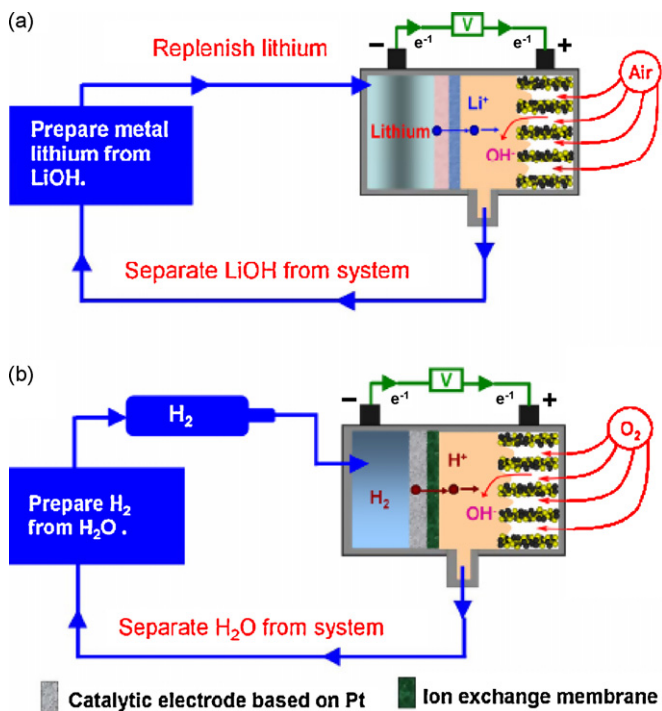 (a)
Replenish lithium
Prepare metal
lithium from
LiOH.
− e⁻¹ V e⁻¹ +
Air
Li⁺
Lithium
OH⁻
Separate LiOH from system
(b)
H₂
− e⁻¹ V e⁻¹ +
O₂
Prepare H₂
from H₂O .
H⁺
H₂
OH⁻
Separate H₂O from system
Catalytic electrode based on Pt
Ion exchange membrane